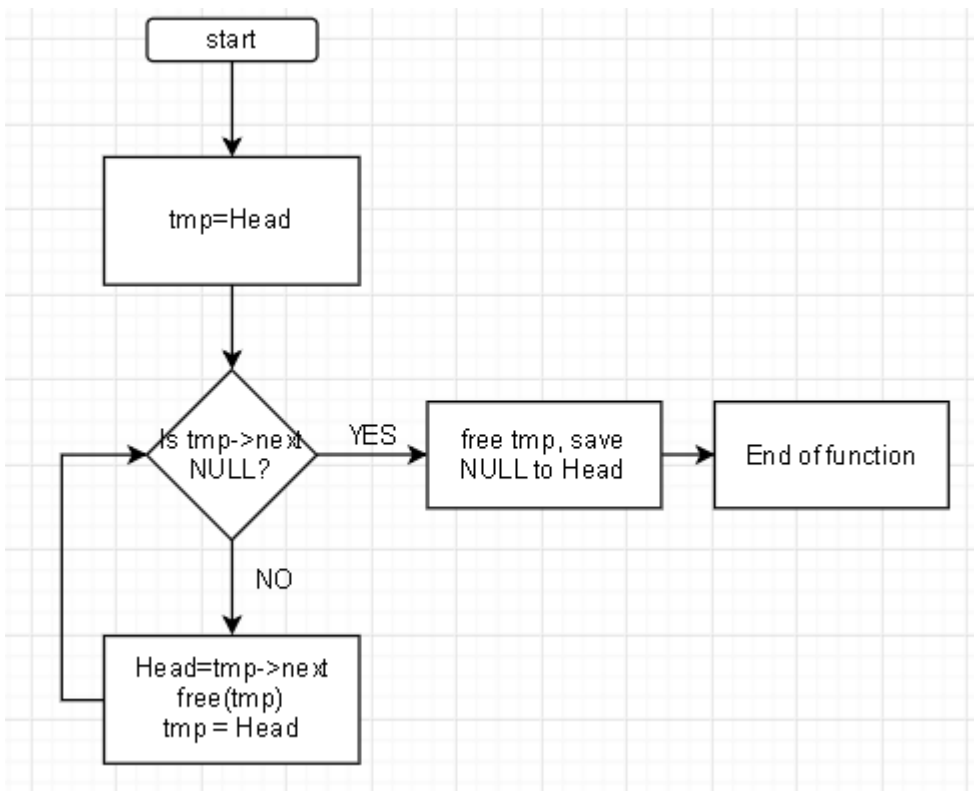 start
tmp=Head
Is tmp->next
NULL?
YES
free tmp, save
NULL to Head
End of function
NO
Head=tmp->next
free(tmp)
tmp = Head